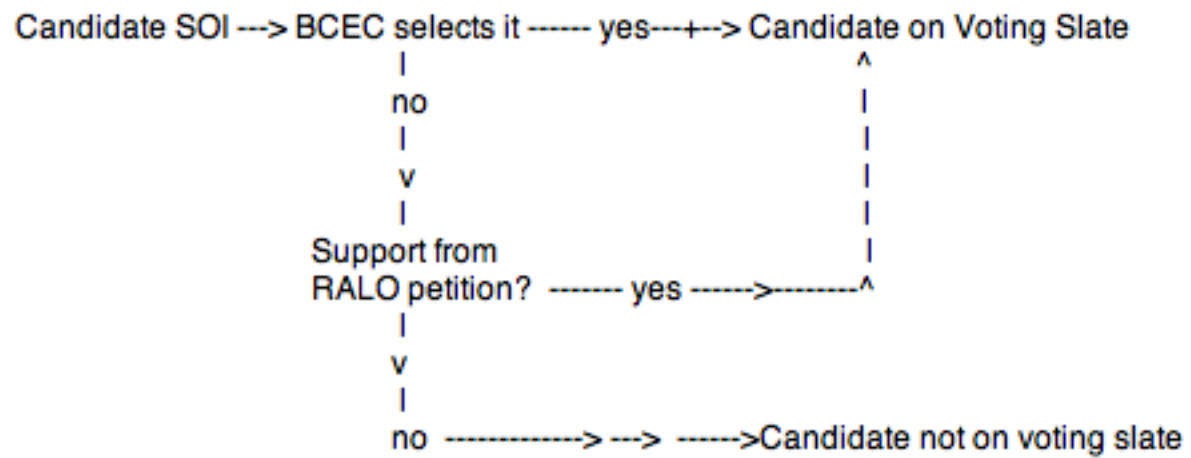 Candidate SOI ---> BCEC selects it ------ yes---+--> Candidate on Voting Slate
| ^
no |
| |
v |
| |
Support from |
RALO petition? ------- yes ------>--------^
|
v
|
no -------------> ---> ------>Candidate not on voting slate